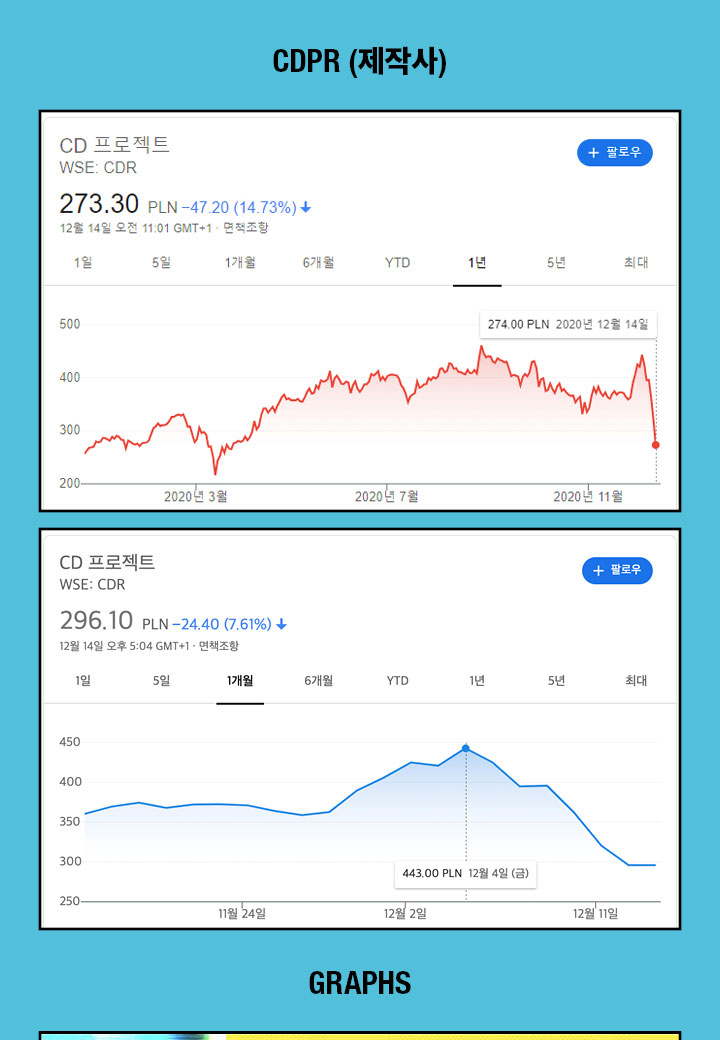 CDPR (제작사)
CD 프로젝트
WSE: CDR
+ 팔로우
273.30 PLN −47.20 (14.73%) ↓
12월 14일 오전 11:01 GMT+1 · 면책조항
1일 5일 1개월 6개월 YTD 1년 5년 최대
274.00 PLN 2020년 12월 14일
500
400
300
200
2020년 3월 2020년 7월 2020년 11월
CD 프로젝트
WSE: CDR
+ 팔로우
296.10 PLN −24.40 (7.61%) ↓
12월 14일 오후 5:04 GMT+1 · 면책조항
1일 5일 1개월 6개월 YTD 1년 5년 최대
450
400
350
300
250
443.00 PLN 12월 4일 (금)
11월 24일 12월 2일 12월 11일
GRAPHS